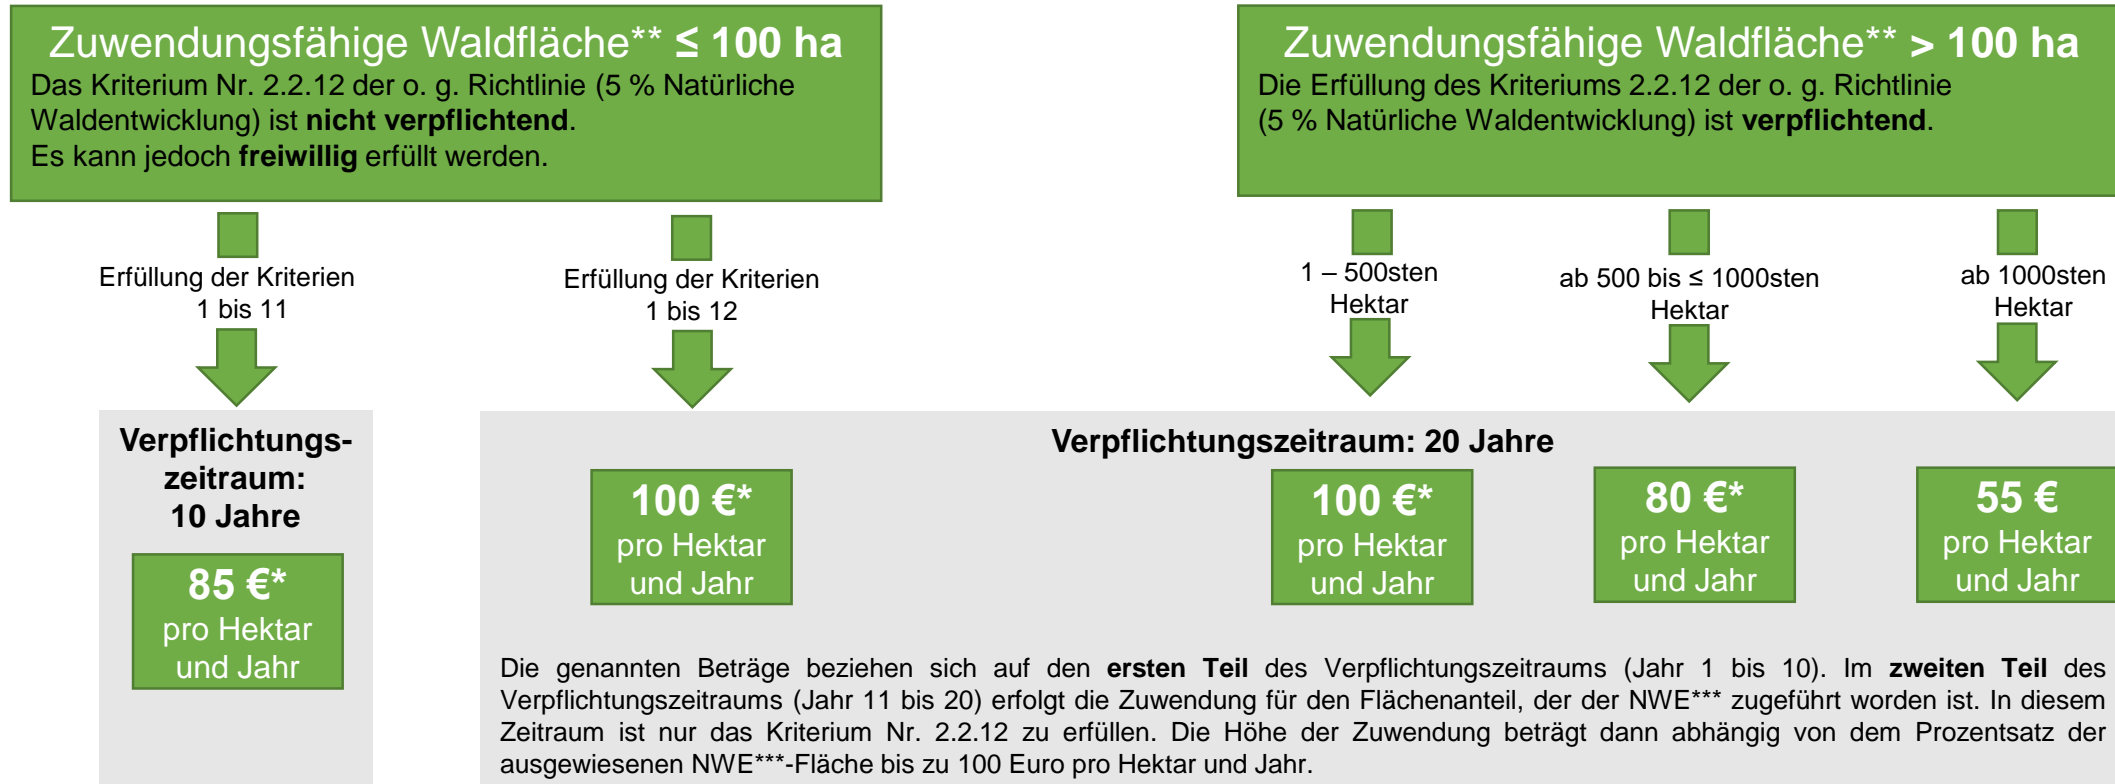 Zuwendungsfähige Waldfläche** ≤ 100 ha
Das Kriterium Nr. 2.2.12 der o. g. Richtlinie (5 % Natürliche
Waldentwicklung) ist nicht verpflichtend.
Es kann jedoch freiwillig erfüllt werden.
Zuwendungsfähige Waldfläche** > 100 ha
Die Erfüllung des Kriteriums 2.2.12 der o. g. Richtlinie
(5 % Natürliche Waldentwicklung) ist verpflichtend.
Erfüllung der Kriterien
1 bis 11
Erfüllung der Kriterien
1 bis 12
1 – 500sten
Hektar
ab 500 bis ≤ 1000sten
Hektar
ab 1000sten
Hektar
Verpflichtungs-
zeitraum:
10 Jahre
85 €*
pro Hektar
und Jahr
Verpflichtungszeitraum: 20 Jahre
100 €*
pro Hektar
und Jahr
100 €*
pro Hektar
und Jahr
80 €*
pro Hektar
und Jahr
55 €
pro Hektar
und Jahr
Die genannten Beträge beziehen sich auf den ersten Teil des Verpflichtungszeitraums (Jahr 1 bis 10). Im zweiten Teil des
Verpflichtungszeitraums (Jahr 11 bis 20) erfolgt die Zuwendung für den Flächenanteil, der der NWE*** zugeführt worden ist. In diesem
Zeitraum ist nur das Kriterium Nr. 2.2.12 zu erfüllen. Die Höhe der Zuwendung beträgt dann abhängig von dem Prozentsatz der
ausgewiesenen NWE***-Fläche bis zu 100 Euro pro Hektar und Jahr.